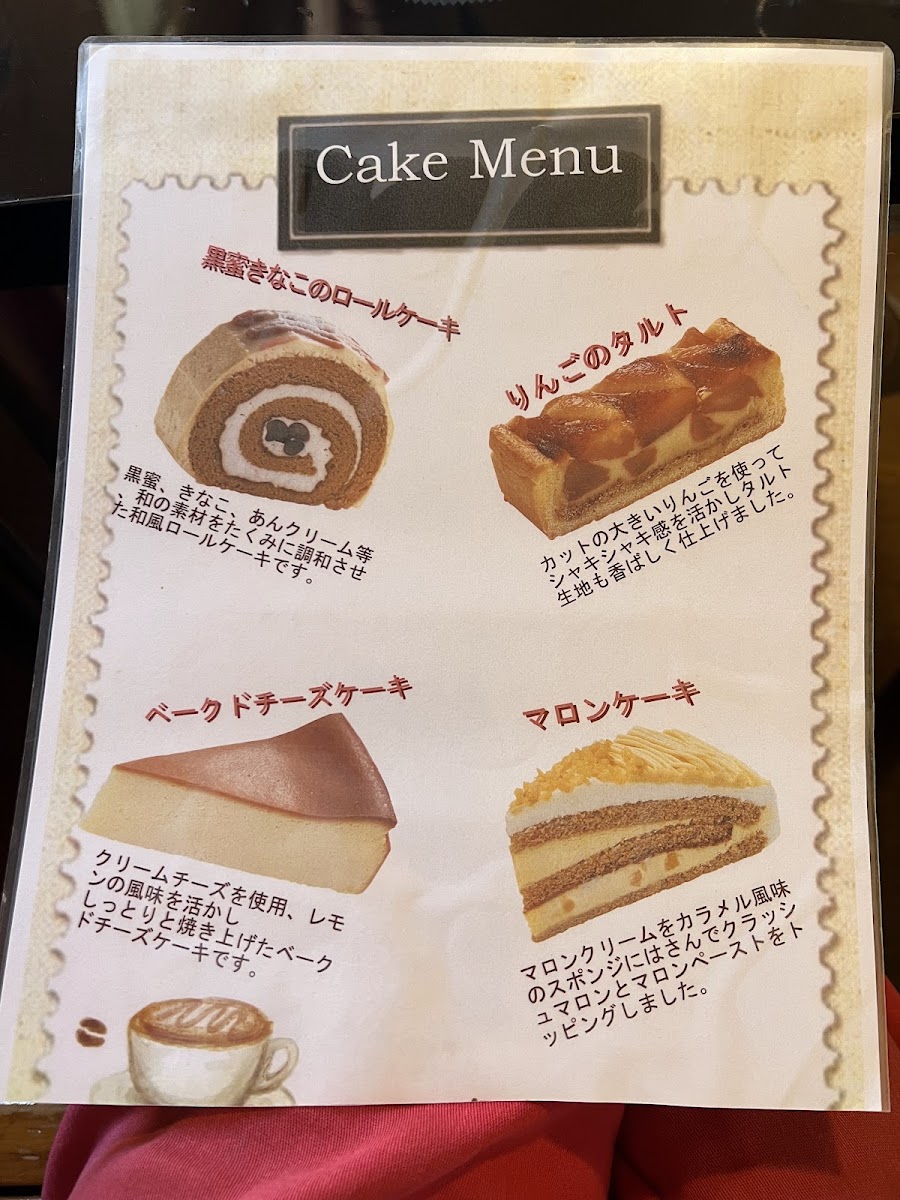 Cake Menu
黒蜜きなこのロールケーキ
黒蜜、きなこ、あんクリーム等
、和の素材をたくみに調和させ
た和風ロールケーキです。
りんごのタルト
カットの大きいりんごを使って
シャキシャキ感を活かしタルト
生地も香ばしく仕上げました。
ベークドチーズケーキ
クリームチーズを使用、レモ
ンの風味を活かし
しっとりと焼き上げたベーク
ドチーズケーキです。
マロンケーキ
マロンクリームをカラメル風味
のスポンジにはさんでクラッシ
ュマロンとマロンペーストをト
ッピングしました。